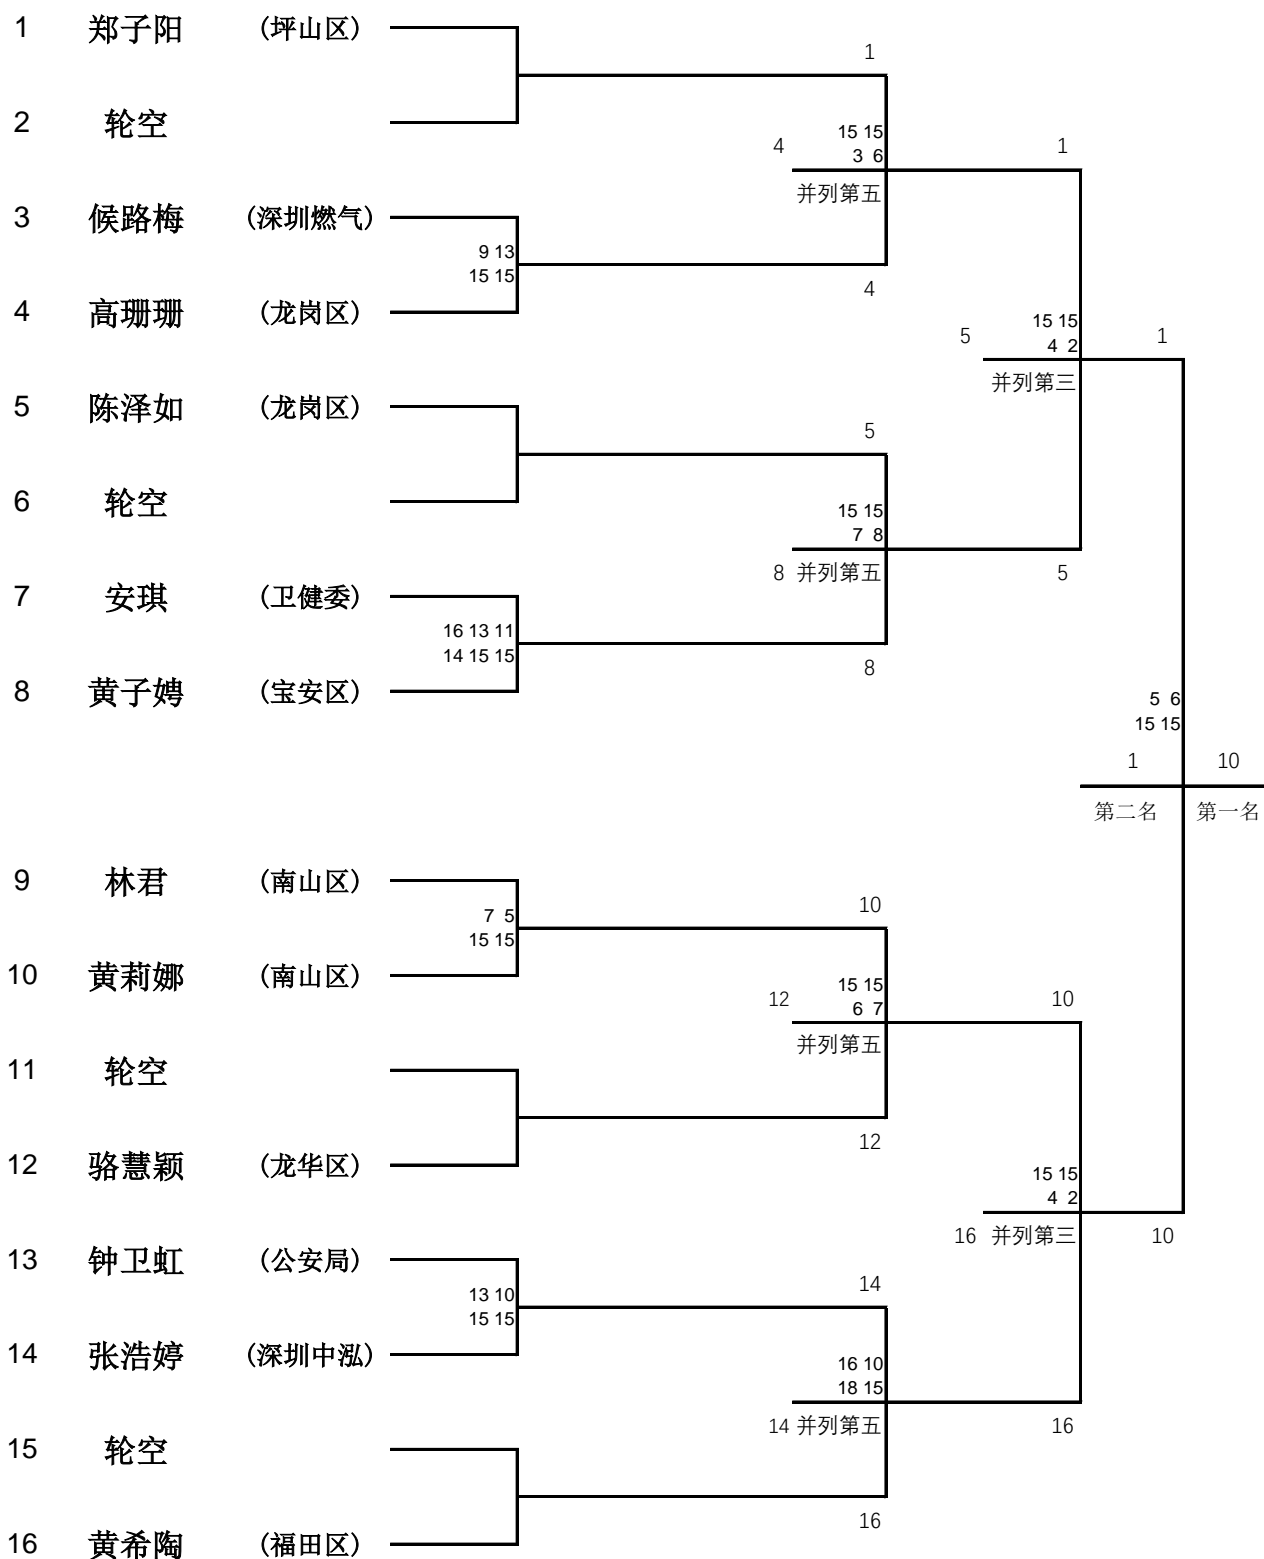 1 郑子阳 (坪山区)
1
2 轮空
15 15
4 3 6 1
并列第五
3 候路梅 (深圳燃气)
9 13
15 15
4
4 高珊珊 (龙岗区)
15 15
5 4 2 1
并列第三
5 陈泽如 (龙岗区)
5
6 轮空
15 15
7 8
8 并列第五 5
7 安琪 (卫健委)
16 13 11
14 15 15
8
8 黄子娉 (宝安区)
5 6
15 15
1 10
第二名 第一名
9 林君 (南山区)
10
7 5
15 15
10 黄莉娜 (南山区)
15 15
12 6 7 10
并列第五
11 轮空
12
12 骆慧颖 (龙华区)
15 15
4 2
16 并列第三 10
13 钟卫虹 (公安局)
14
13 10
15 15
14 张浩婷 (深圳中泓)
16 10
18 15
14 并列第五 16
15 轮空
16
16 黄希陶 (福田区)